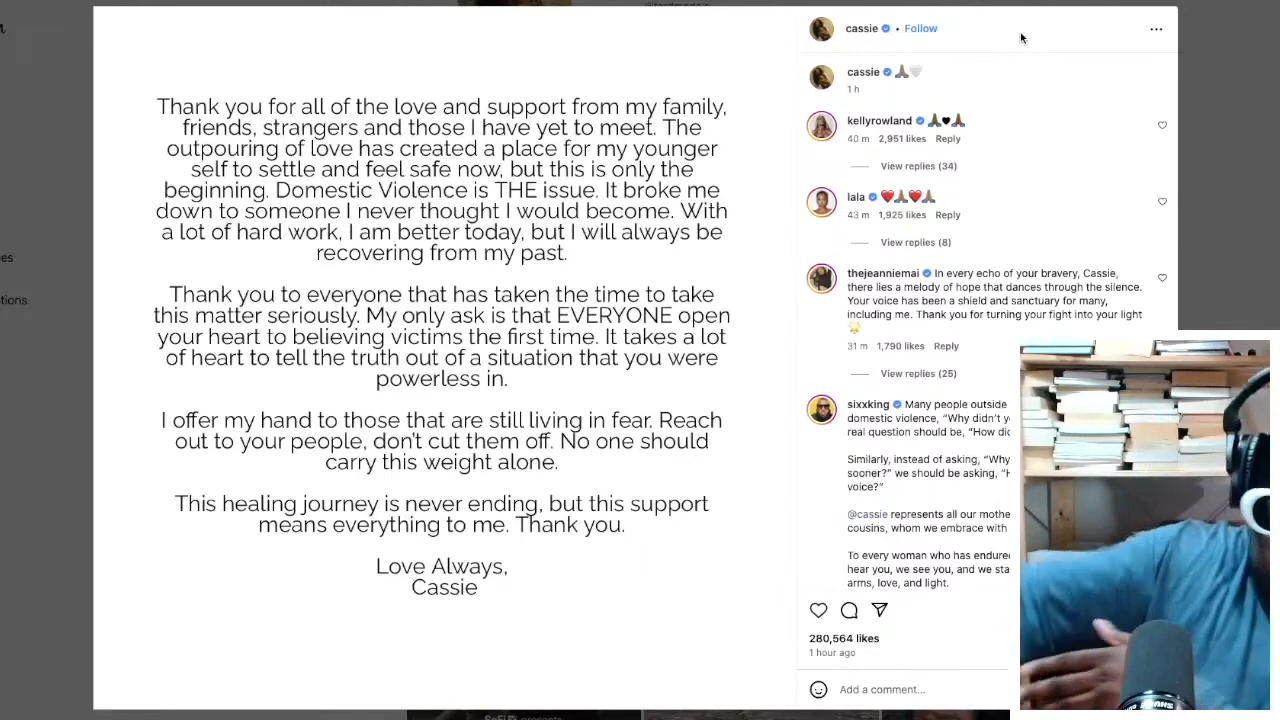 Thank you for all of the love and support from my family,
friends, strangers and those I have yet to meet. The
outpouring of love has created a place for my younger
self to settle and feel safe now, but this is only the
beginning. Domestic Violence is THE issue. It broke me
down to someone I never thought I would become. With
a lot of hard work, I am better today, but I will always be
recovering from my past.
Thank you to everyone that has taken the time to take
this matter seriously. My only ask is that EVERYONE open
your heart to believing victims the first time. It takes a lot
of heart to tell the truth out of a situation that you were
powerless in.
I offer my hand to those that are still living in fear. Reach
out to your people, don't cut them off. No one should
carry this weight alone.
This healing journey is never ending, but this support
means everything to me. Thank you.
Love Always,
Cassie
cassie • Follow
cassie 🙏🏽🤍
1 h
kellyrowland 🙏🏾🖤🙏🏾
40 m 2,951 likes Reply
View replies (34)
lala ❤️🙏🏽❤️🙏🏽
43 m 1,925 likes Reply
View replies (8)
thejeanniemai In every echo of your bravery, Cassie,
there lies a melody of hope that dances through the silence.
Your voice has been a shield and sanctuary for many,
including me. Thank you for turning your fight into your light
31 m 1,790 likes Reply
View replies (25)
sixxking Many people outside
domestic violence, "Why didn't y
real question should be, "How di
Similarly, instead of asking, "Why
sooner?" we should be asking, "H
voice?"
@cassie represents all our mothe
cousins, whom we embrace with
To every woman who has endured
hear you, we see you, and we sta
arms, love, and light.
280,564 likes
1 hour ago
Add a comment...
SoFi presents
SHURE